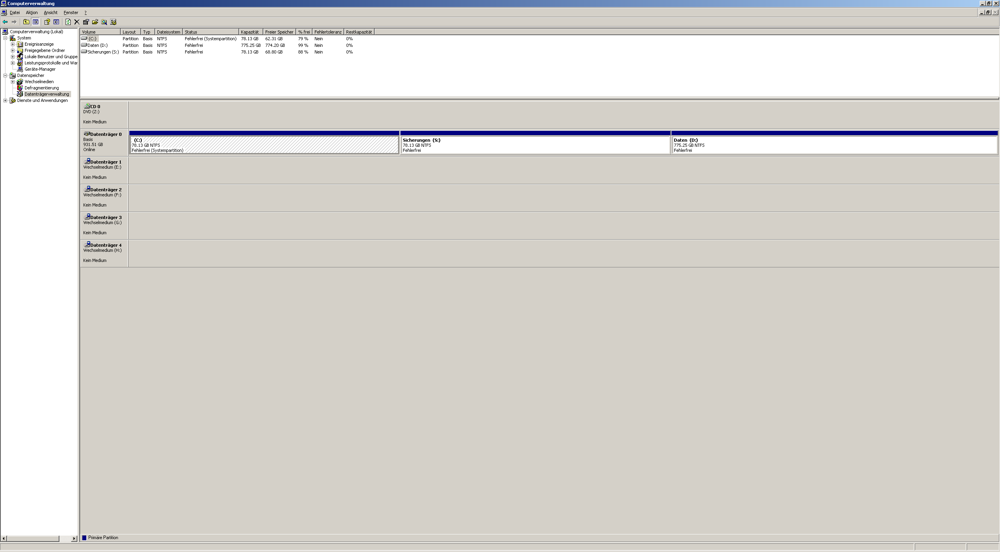 Computerverwaltung
Datei Aktion Ansicht Fenster ?
Computerverwaltung (Lokal)
System
Ereignisanzeige
Freigegebene Ordner
Lokale Benutzer und Gruppe
Leistungsprotokolle und War
Geräte-Manager
Datenspeicher
Wechselmedien
Defragmentierung
Datenträgerverwaltung
Dienste und Anwendungen
Volume Layout Typ Dateisystem Status Kapazität Freier Speicher % frei Fehlertoleranz Restkapazität
(C:) Partition Basis NTFS Fehlerfrei (Systempartition) 78.13 GB 62.31 GB 79 % Nein 0%
Daten (D:) Partition Basis NTFS Fehlerfrei 775.25 GB 774.20 GB 99 % Nein 0%
Sicherungen (S:) Partition Basis NTFS Fehlerfrei 78.13 GB 68.80 GB 88 % Nein 0%
CD 0
DVD (Z:)
Kein Medium
Datenträger 0
Basis
931.51 GB
Online
(C:)
78.13 GB NTFS
Fehlerfrei (Systempartition)
Sicherungen (S:)
78.13 GB NTFS
Fehlerfrei
Daten (D:)
775.25 GB NTFS
Fehlerfrei
Datenträger 1
Wechselmedium (E:)
Kein Medium
Datenträger 2
Wechselmedium (F:)
Kein Medium
Datenträger 3
Wechselmedium (G:)
Kein Medium
Datenträger 4
Wechselmedium (H:)
Kein Medium
Primäre Partition